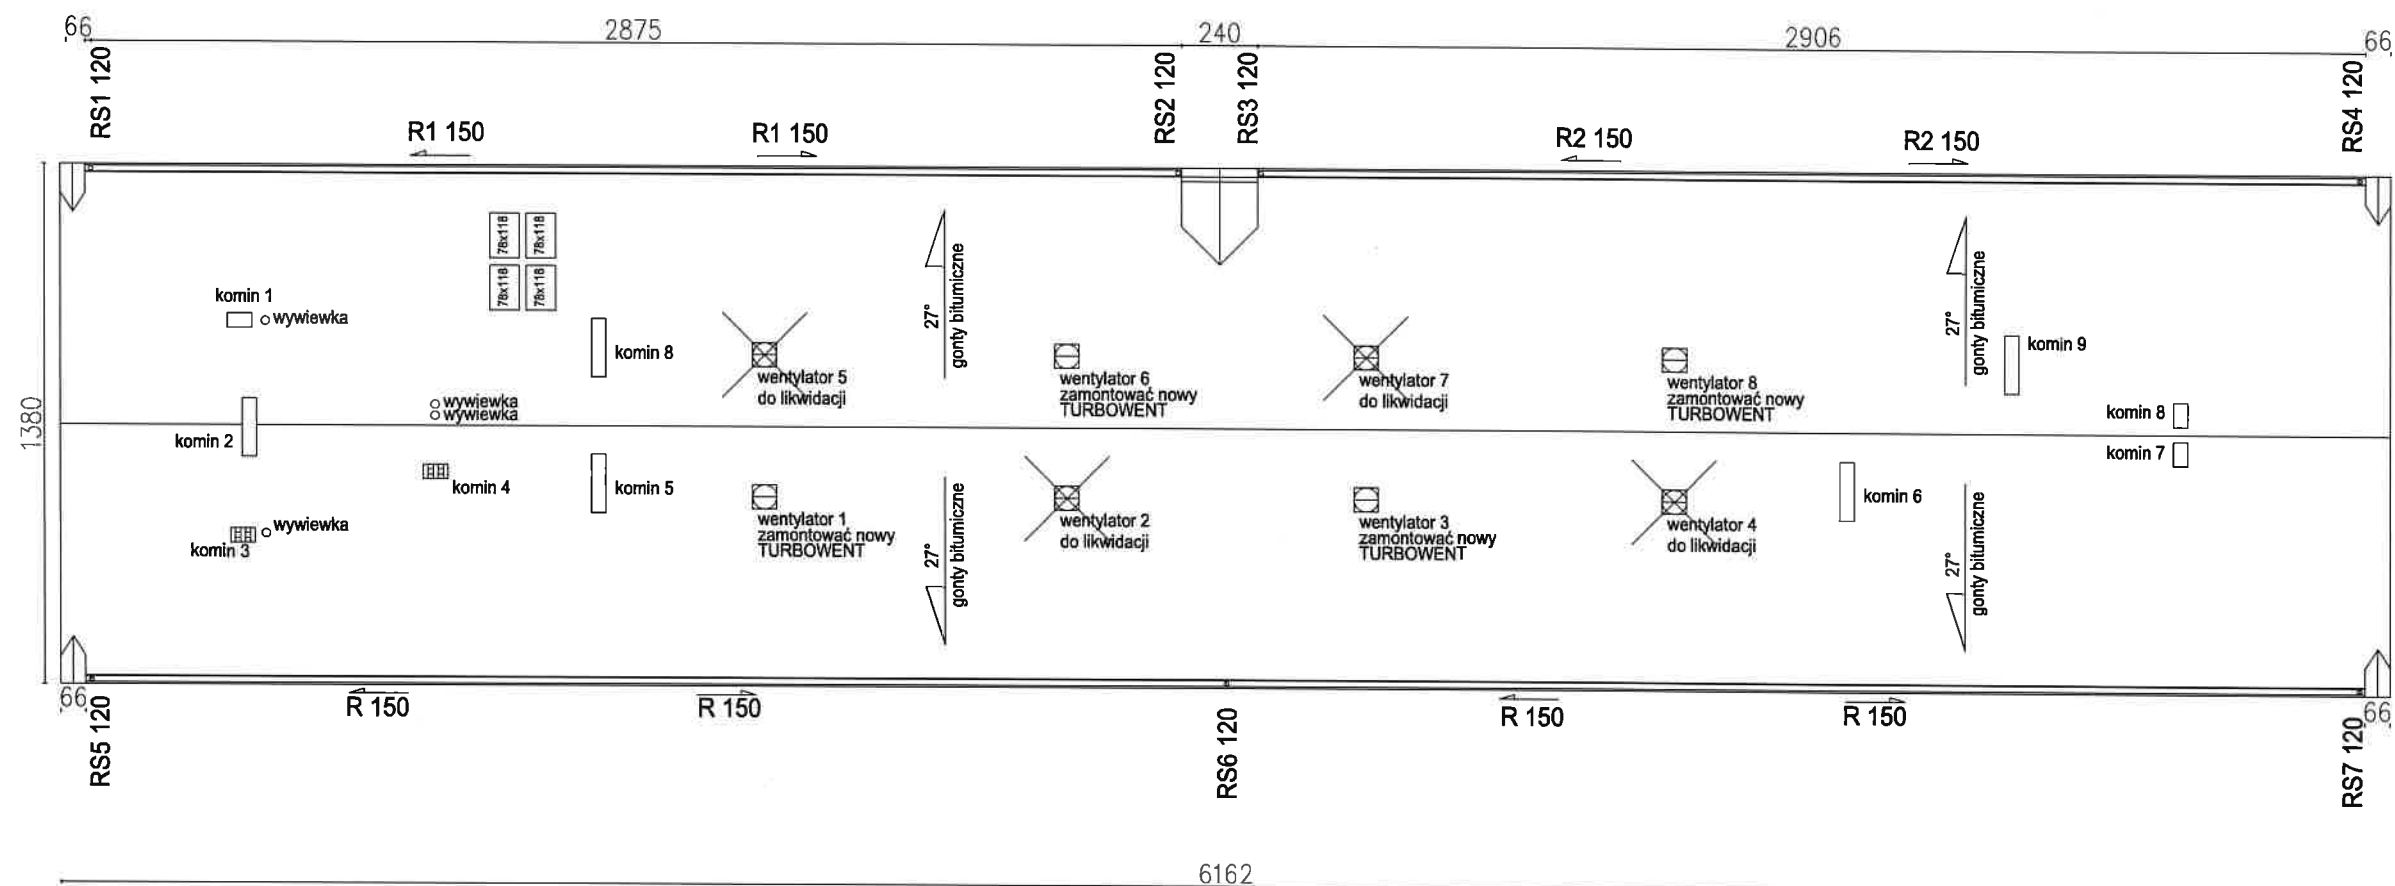 66
2875
240
2906
66
RS1 120
RS2 120
RS3 120
RS4 120
R1 150
R1 150
R2 150
R2 150
78x118
78x118
78x118
78x118
komin 1
wywiewka
komin 8
wentylator 5
do likwidacji
27°
gonty bitumiczne
wentylator 6
zamontować nowy
TURBOWENT
wentylator 7
do likwidacji
wentylator 8
zamontować nowy
TURBOWENT
27°
gonty bitumiczne
komin 9
wywiewka
wywiewka
komin 8
1380
komin 2
komin 7
komin 4
komin 5
komin 6
wywiewka
komin 3
wentylator 1
zamontować nowy
TURBOWENT
27°
gonty bitumiczne
wentylator 2
do likwidacji
wentylator 3
zamontować nowy
TURBOWENT
wentylator 4
do likwidacji
27°
gonty bitumiczne
66
R 150
R 150
R 150
R 150
66
RS5 120
RS6 120
RS7 120
6162